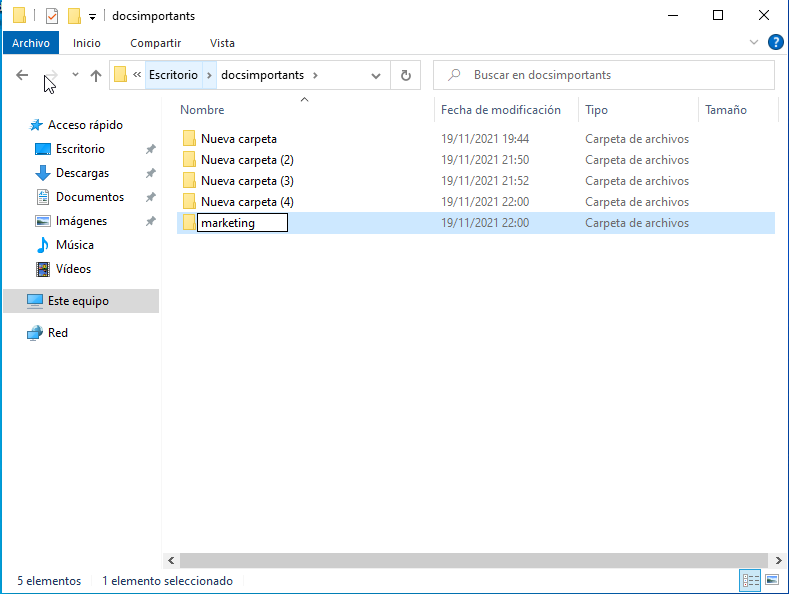 docsimportants
Archivo Inicio Compartir Vista
« Escritorio › docsimportants › Buscar en docsimportants
Nombre Fecha de modificación Tipo Tamaño
Acceso rápido
Escritorio
Descargas
Documentos
Imágenes
Música
Vídeos
Este equipo
Red
Nueva carpeta 19/11/2021 19:44 Carpeta de archivos
Nueva carpeta (2) 19/11/2021 21:50 Carpeta de archivos
Nueva carpeta (3) 19/11/2021 21:52 Carpeta de archivos
Nueva carpeta (4) 19/11/2021 22:00 Carpeta de archivos
marketing 19/11/2021 22:00 Carpeta de archivos
5 elementos 1 elemento seleccionado